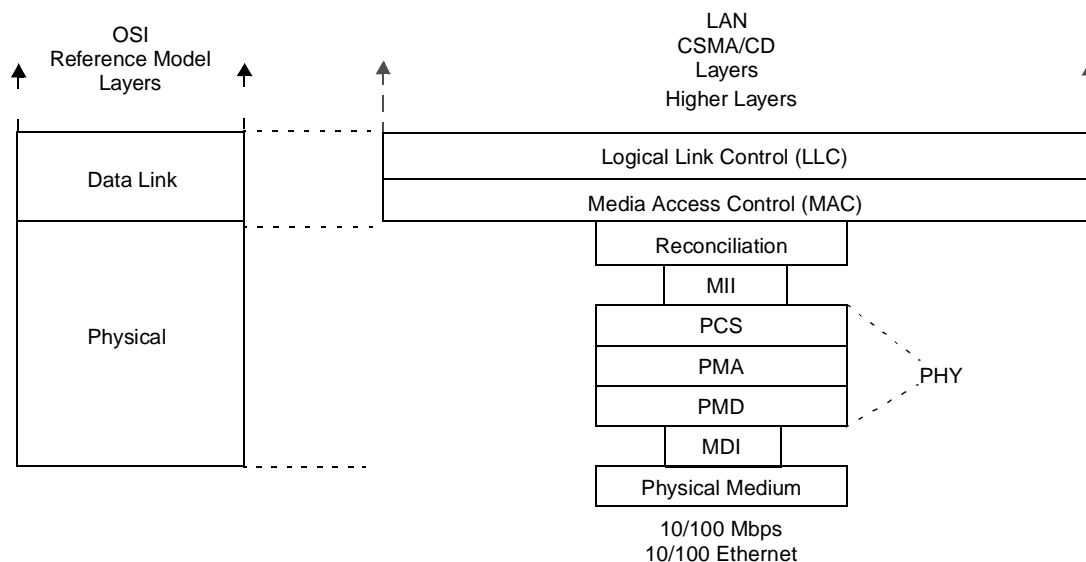 OSI
Reference Model
Layers
LAN
CSMA/CD
Layers
Higher Layers
Data Link
Logical Link Control (LLC)
Media Access Control (MAC)
Reconciliation
MII
Physical
PCS
PMA
PHY
PMD
MDI
Physical Medium
10/100 Mbps
10/100 Ethernet